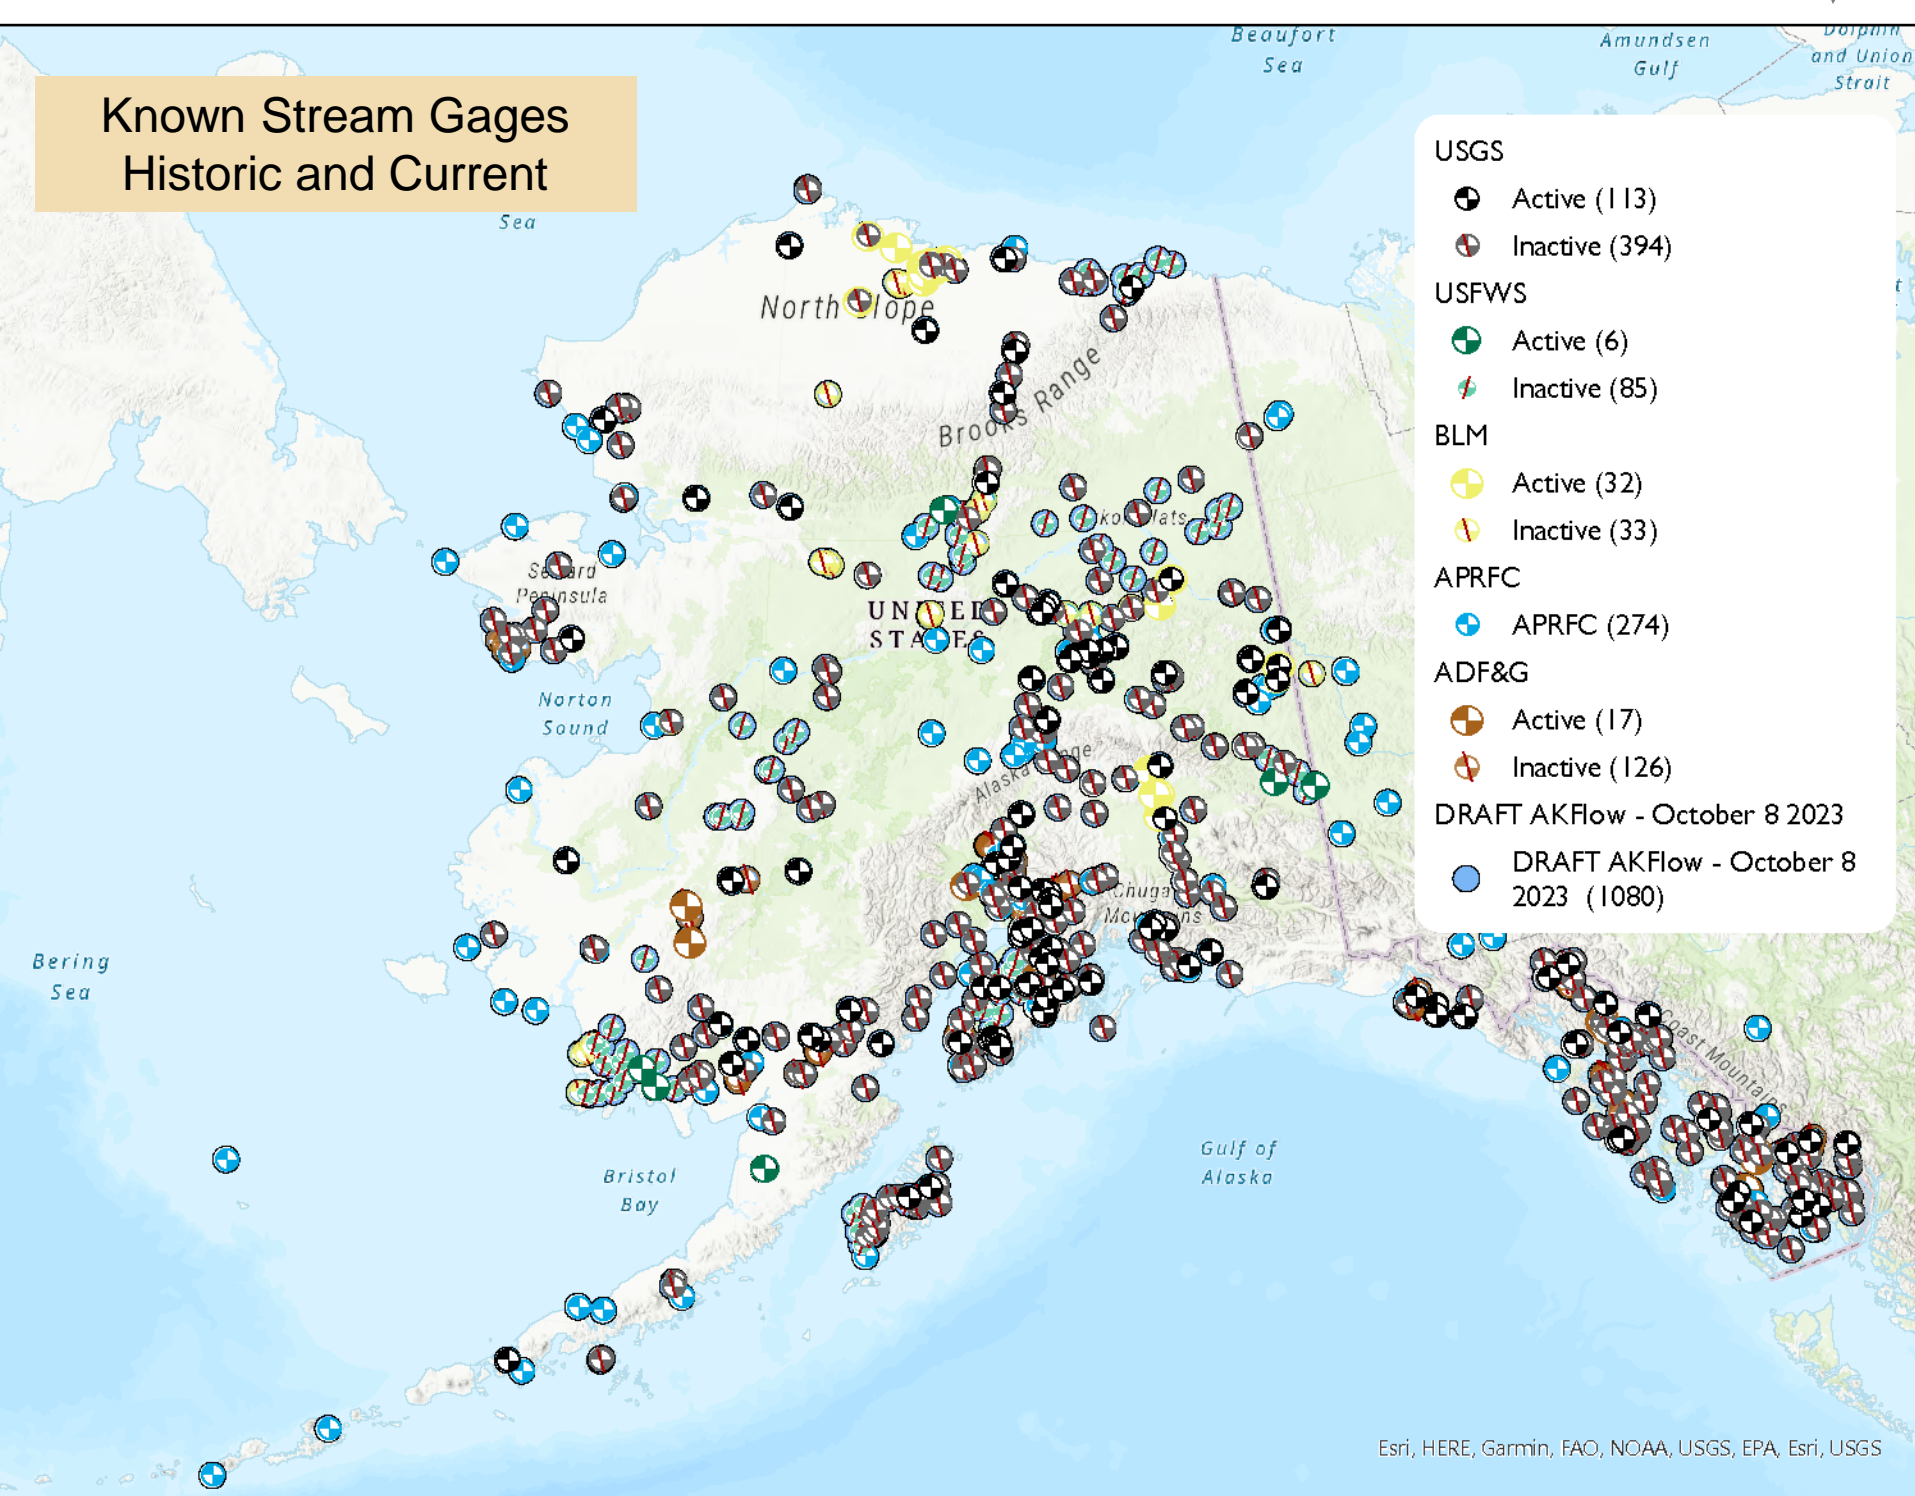 Known Stream Gages
Historic and Current
Beaufort
Sea
Amundsen
Gulf
Dolphin
and Union
Strait
Sea
USGS
Active (113)
Inactive (394)
USFWS
Active (6)
Inactive (85)
BLM
Active (32)
Inactive (33)
APRFC
APRFC (274)
ADF&G
Active (17)
Inactive (126)
DRAFT AKFlow - October 8 2023
DRAFT AKFlow - October 8
2023 (1080)
North Slope
Brooks Range
Seward
Peninsula
UNITED
STATES
Norton
Sound
Alaska Range
Mountains
Coast Mountains
Bering
Sea
Bristol
Bay
Gulf of
Alaska
Esri, HERE, Garmin, FAO, NOAA, USGS, EPA, Esri, USGS